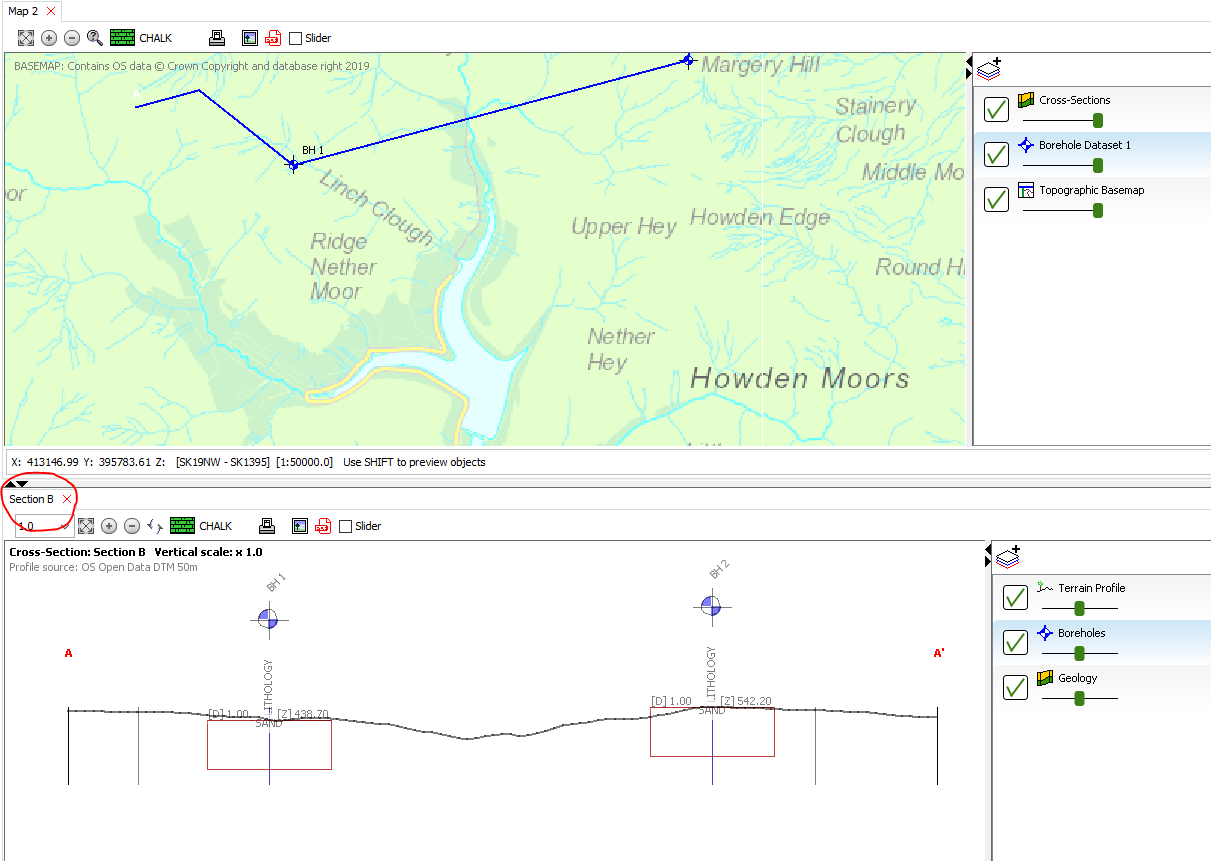 Map 2
CHALK
Slider
BASEMAP: Contains OS data © Crown Copyright and database right 2019
Margery Hill
A
Stainery
Clough
BH 1
Middle Mo
Linch Clough
or
Upper Hey
Howden Edge
Ridge
Nether
Moor
Round Hi
Nether
Hey
Howden Moors
Cross-Sections
Borehole Dataset 1
Topographic Basemap
X: 413146.99 Y: 395783.61 Z: [SK19NW - SK1395] [1:50000.0] Use SHIFT to preview objects
Section B
1.0
CHALK
Slider
Cross-Section: Section B Vertical scale: x 1.0
Profile source: OS Open Data DTM 50m
BH 1
BH 2
A
A'
LITHOLOGY
LITHOLOGY
[D] 1.00 [Z] 438.70
SAND
[D] 1.00 [Z] 542.20
SAND
Terrain Profile
Boreholes
Geology